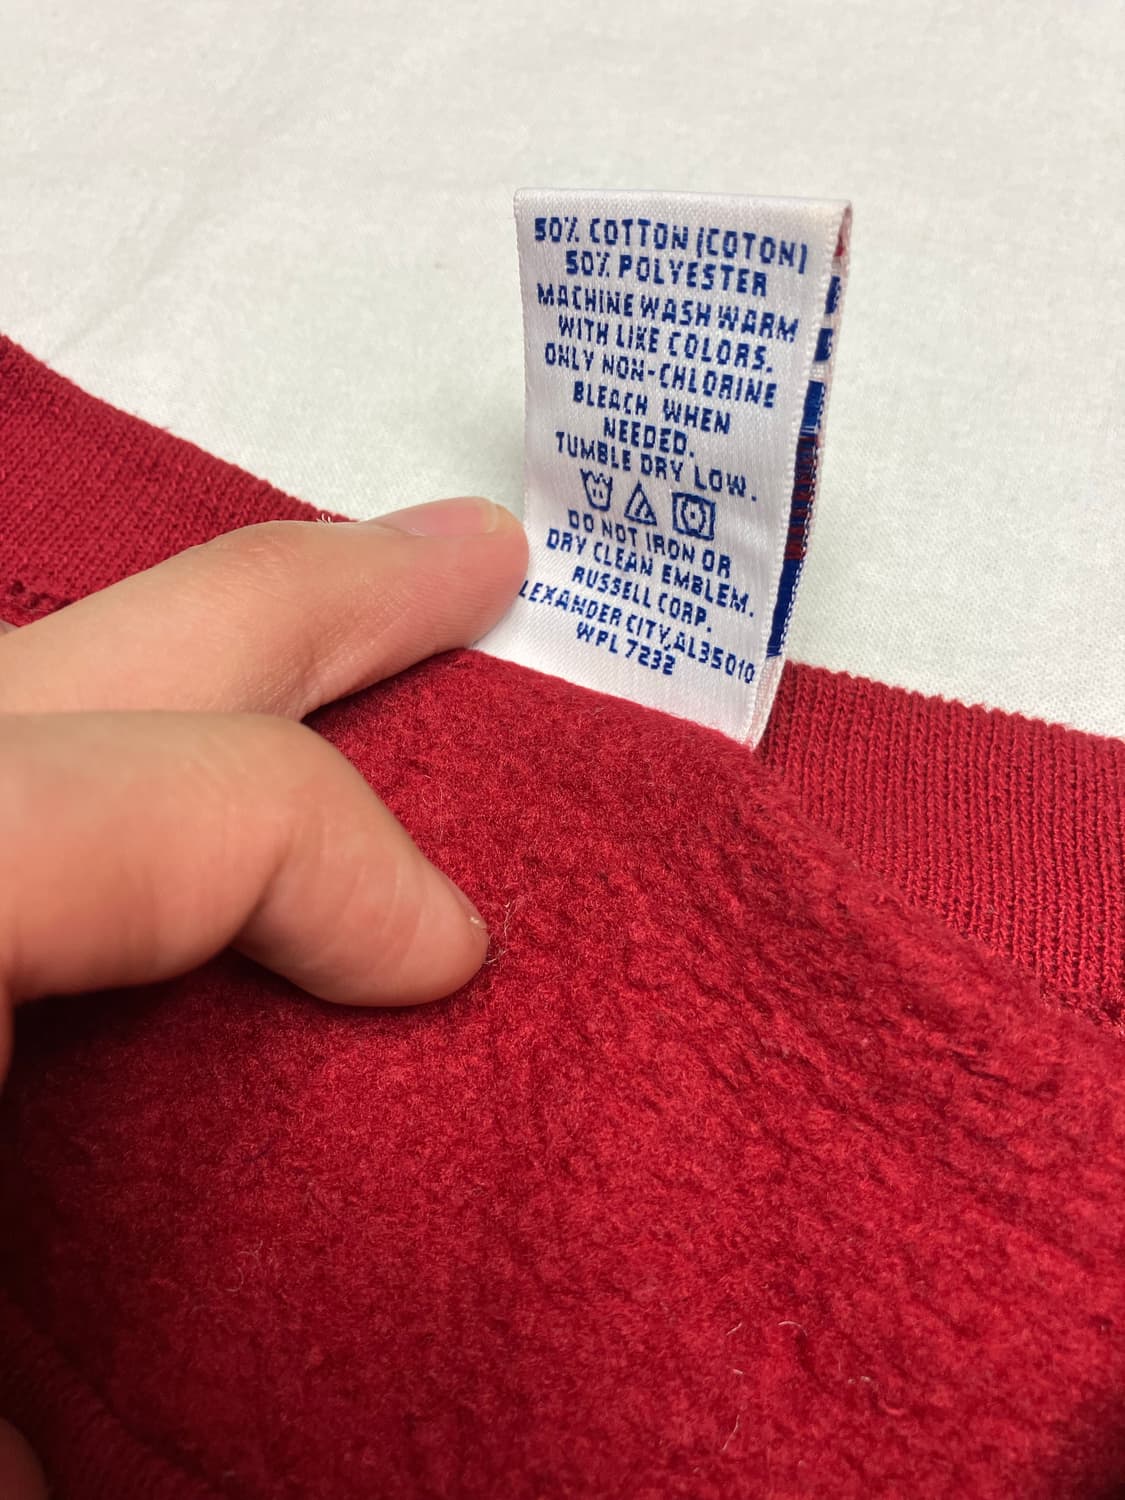 50% COTTON (COTON)
50% POLYESTER
MACHINE WASH WARM
WITH LIKE COLORS.
ONLY NON-CHLORINE
BLEACH WHEN
NEEDED.
TUMBLE DRY LOW.
DO NOT IRON OR
DRY CLEAN EMBLEM.
RUSSELL CORP.
LEXANDER CITY,AL35010
WPL 7232